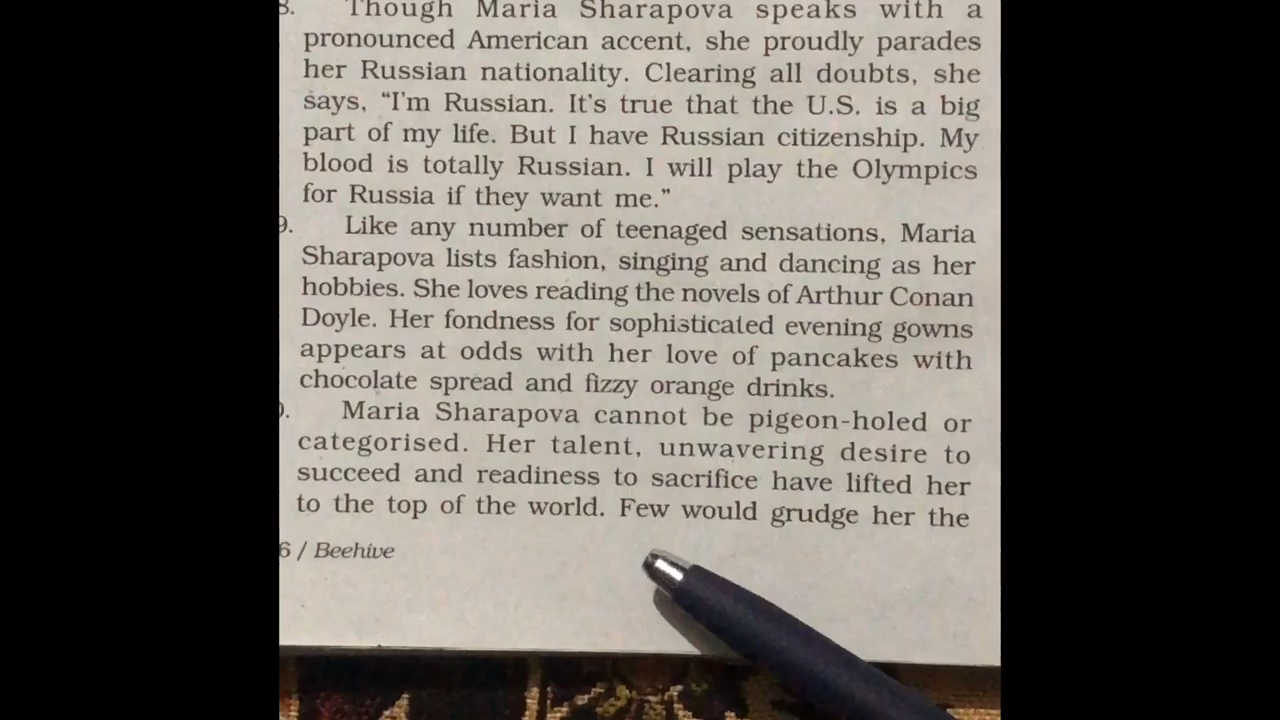 8. Though Maria Sharapova speaks with a
pronounced American accent, she proudly parades
her Russian nationality. Clearing all doubts, she
says, “I'm Russian. It's true that the U.S. is a big
part of my life. But I have Russian citizenship. My
blood is totally Russian. I will play the Olympics
for Russia if they want me.”
9. Like any number of teenaged sensations, Maria
Sharapova lists fashion, singing and dancing as her
hobbies. She loves reading the novels of Arthur Conan
Doyle. Her fondness for sophisticated evening gowns
appears at odds with her love of pancakes with
chocolate spread and fizzy orange drinks.
0. Maria Sharapova cannot be pigeon-holed or
categorised. Her talent, unwavering desire to
succeed and readiness to sacrifice have lifted her
to the top of the world. Few would grudge her the
6 / Beehive